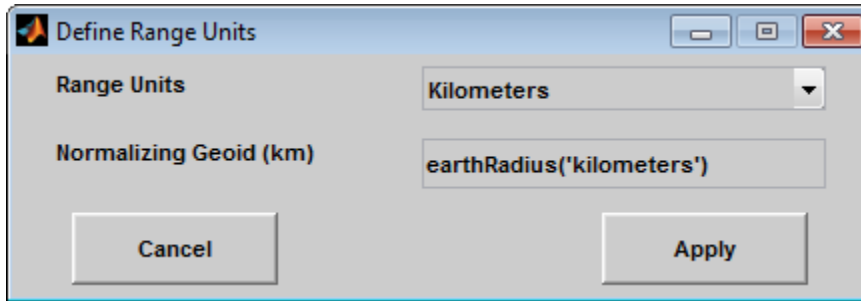 Define Range Units
Range Units
Kilometers
Normalizing Geoid (km)
earthRadius('kilometers')
Cancel
Apply